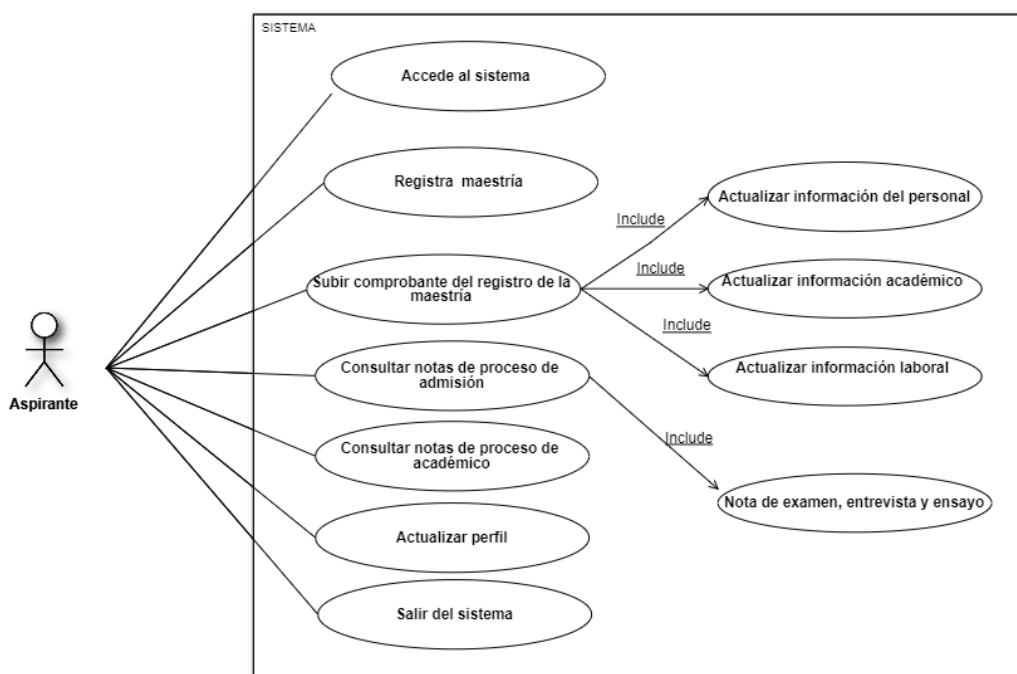 SISTEMA
Accede al sistema
Registra maestría
Actualizar información del personal
Include
Subir comprobante del registro de la
maestría
Include
Actualizar información académico
Include
Consultar notas de proceso de
admisión
Actualizar información laboral
Aspirante
Include
Consultar notas de proceso de
académico
Nota de examen, entrevista y ensayo
Actualizar perfil
Salir del sistema